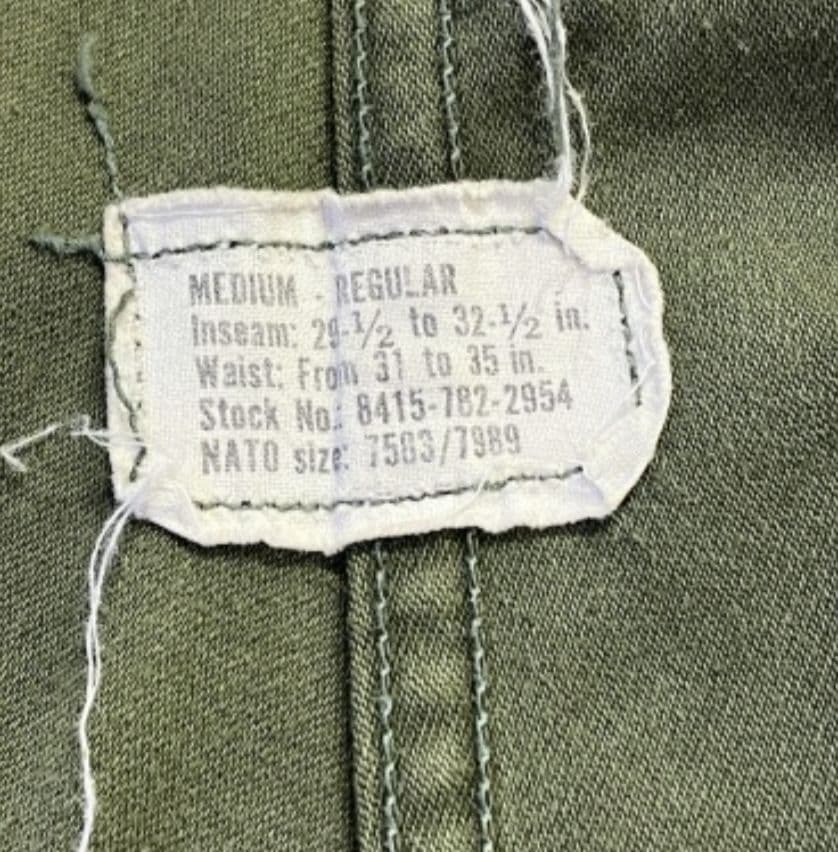 MEDIUM - REGULAR
Inseam: 29-1/2 to 32-1/2 in.
Waist: From 31 to 35 in.
Stock No.: 8415-782-2954
NATO size: 7583/7989